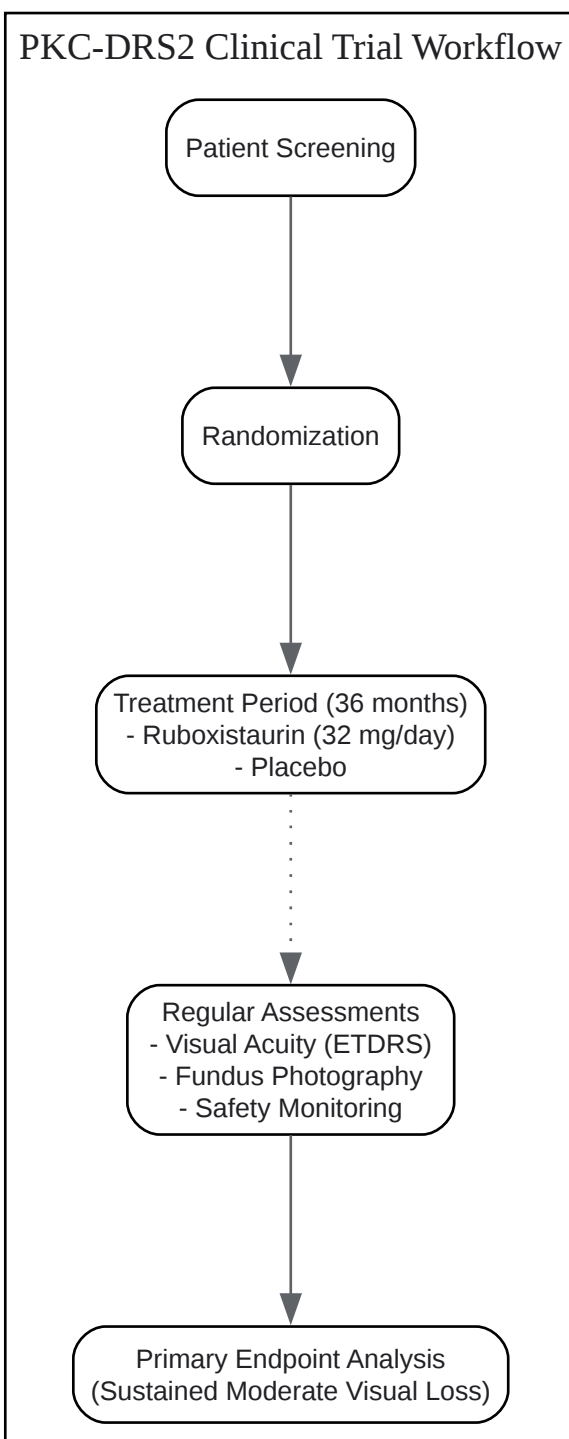 PKC-DRS2 Clinical Trial Workflow
Patient Screening
Randomization
Treatment Period (36 months)
- Ruboxistaurin (32 mg/day)
- Placebo
Regular Assessments
- Visual Acuity (ETDRS)
- Fundus Photography
- Safety Monitoring
Primary Endpoint Analysis
(Sustained Moderate Visual Loss)